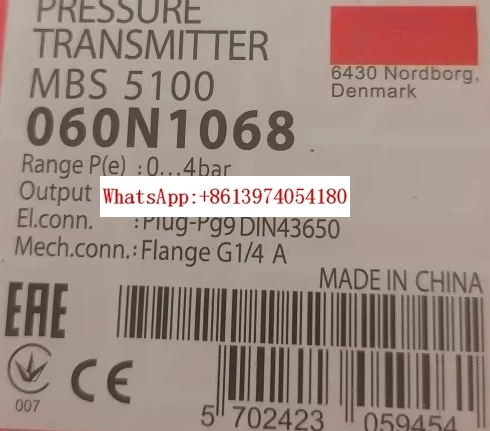 PRESSURE
TRANSMITTER
MBS 5100
060N1068
Range P(e) :0...4bar
Output
WhatsApp:+8613974054180
El.conn. :Plug-Pg9 DIN43650
Mech.conn.:Flange G1/4 A
6430 Nordborg,
Denmark
MADE IN CHINA
EAC
CE
007
5 702423 059454